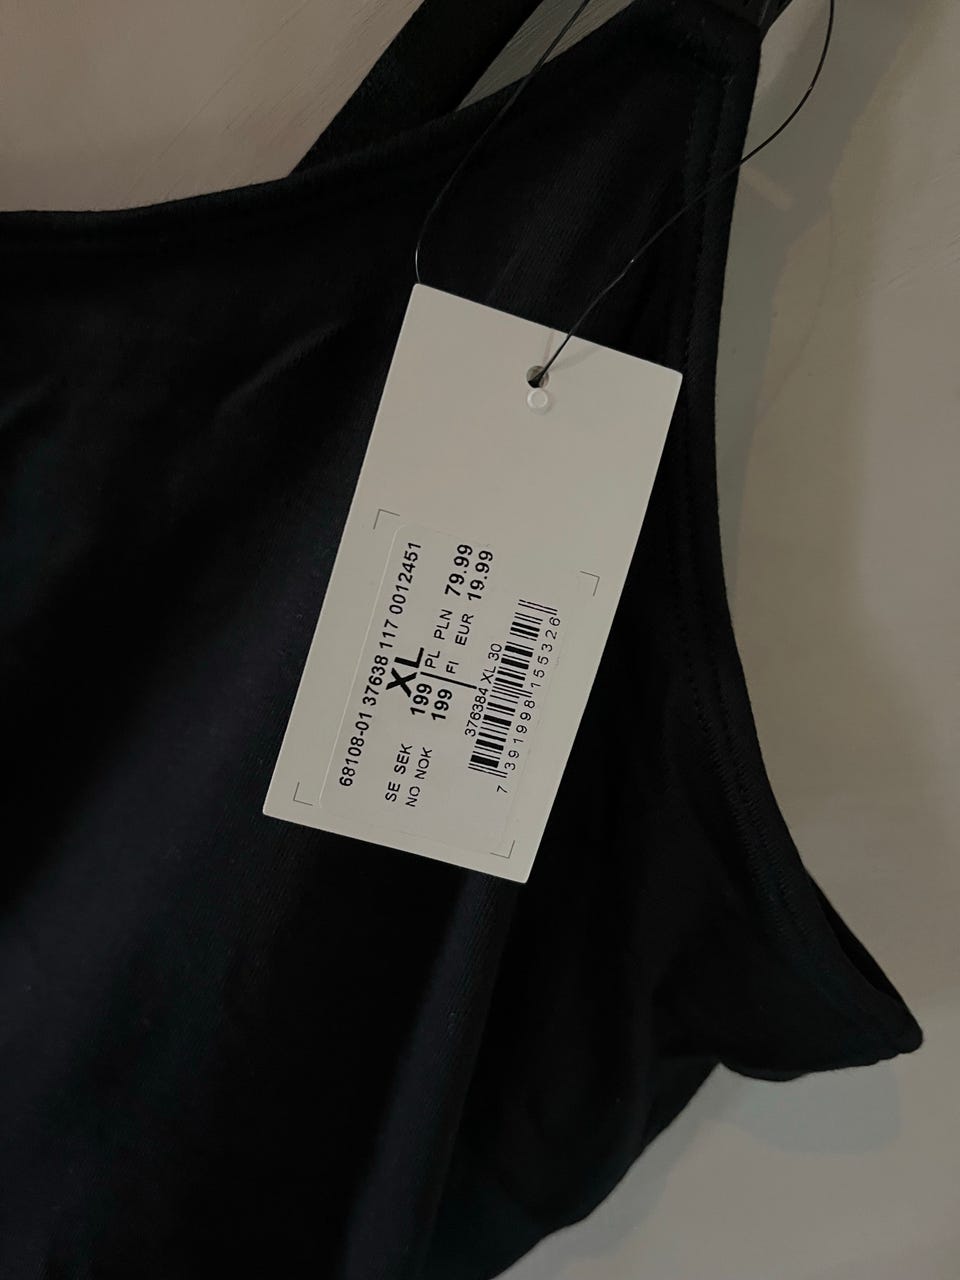 68108-01 37638 117 0012451
XL
SE SEK 199 PL PLN 79.99
NO NOK 199 FI EUR 19.99
376384 XL 30
7 391998 155326